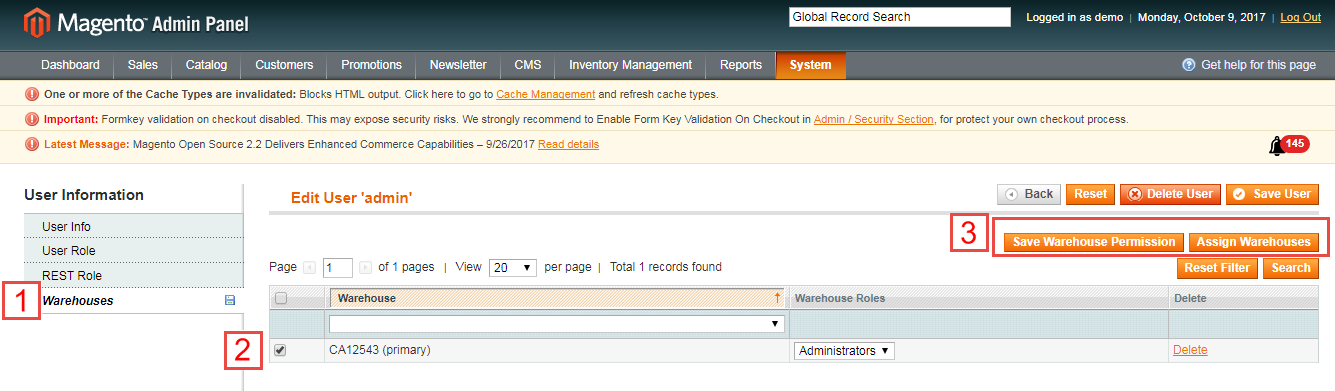 Magento™ Admin Panel
Global Record Search
Logged in as demo | Monday, October 9, 2017 | Log Out
Dashboard Sales Catalog Customers Promotions Newsletter CMS Inventory Management Reports System Get help for this page
One or more of the Cache Types are invalidated: Blocks HTML output. Click here to go to Cache Management and refresh cache types.
Important: Formkey validation on checkout disabled. This may expose security risks. We strongly recommend to Enable Form Key Validation On Checkout in Admin / Security Section, for protect your own checkout process.
Latest Message: Magento Open Source 2.2 Delivers Enhanced Commerce Capabilities – 9/26/2017 Read details
145
User Information
User Info
User Role
REST Role
1
Warehouses
Edit User 'admin'
Back Reset Delete User Save User
3
Save Warehouse Permission Assign Warehouses
Page 1 of 1 pages | View 20 per page | Total 1 records found
Reset Filter Search
Warehouse Warehouse Roles Delete
2
CA12543 (primary) Administrators Delete